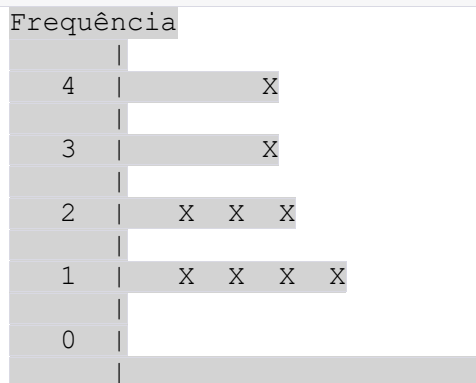 Frequência
|
4 | X
|
3 | X
|
2 | X X X
|
1 | X X X X
|
0 |
|